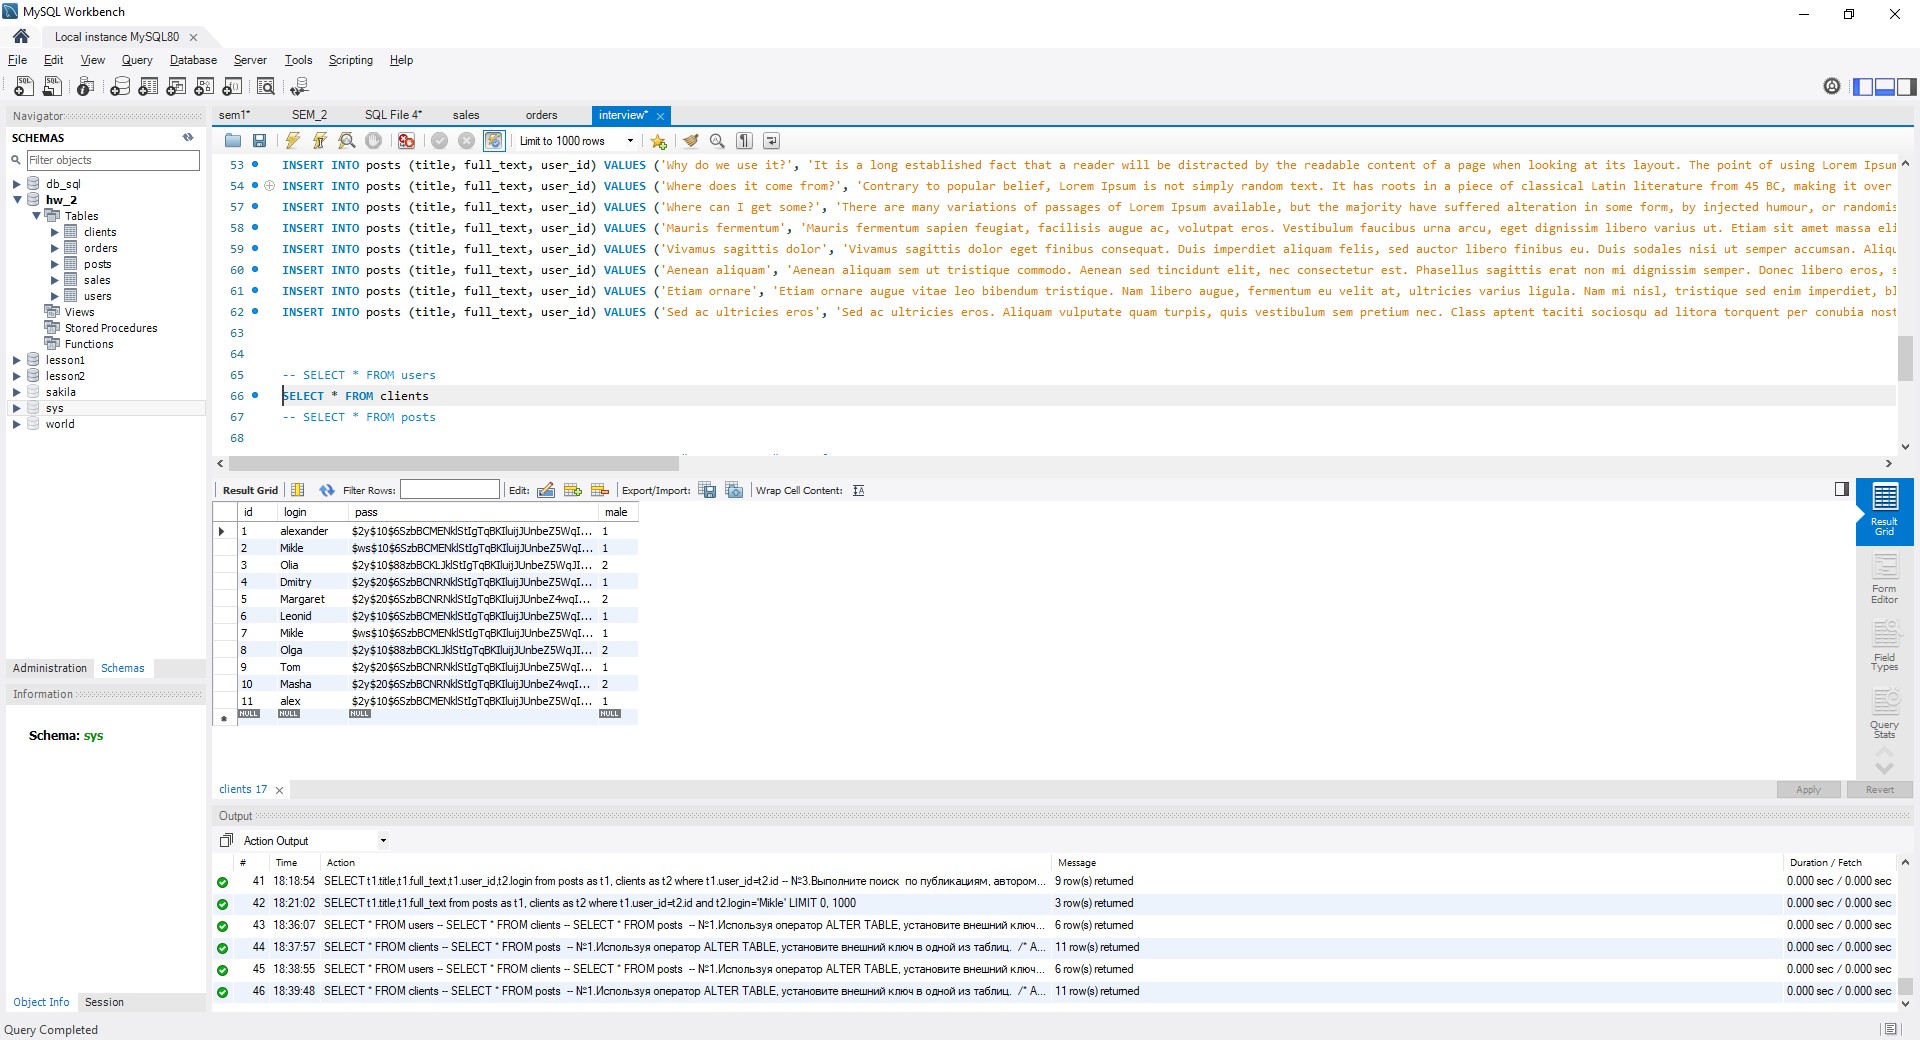 MySQL Workbench
Local instance MySQL80
File Edit View Query Database Server Tools Scripting Help
Navigator
SCHEMAS
Filter objects
db_sql
hw_2
Tables
clients
orders
posts
sales
users
Views
Stored Procedures
Functions
lesson1
lesson2
sakila
sys
world
Administration Schemas
Information
Schema: sys
Object Info Session
sem1* SEM_2 SQL File 4* sales orders interview*
Limit to 1000 rows
53 INSERT INTO posts (title, full_text, user_id) VALUES ('Why do we use it?', 'It is a long established fact that a reader will be distracted by the readable content of a page when looking at its layout. The point of using Lorem Ipsum
54 INSERT INTO posts (title, full_text, user_id) VALUES ('Where does it come from?', 'Contrary to popular belief, Lorem Ipsum is not simply random text. It has roots in a piece of classical Latin literature from 45 BC, making it over
57 INSERT INTO posts (title, full_text, user_id) VALUES ('Where can I get some?', 'There are many variations of passages of Lorem Ipsum available, but the majority have suffered alteration in some form, by injected humour, or randomis
58 INSERT INTO posts (title, full_text, user_id) VALUES ('Mauris fermentum', 'Mauris fermentum sapien feugiat, facilisis augue ac, volutpat eros. Vestibulum faucibus urna arcu, eget dignissim libero varius ut. Etiam sit amet massa eli
59 INSERT INTO posts (title, full_text, user_id) VALUES ('Vivamus sagittis dolor', 'Vivamus sagittis dolor eget finibus consequat. Duis imperdiet aliquam felis, sed auctor libero finibus eu. Duis sodales nisi ut semper accumsan. Aliqu
60 INSERT INTO posts (title, full_text, user_id) VALUES ('Aenean aliquam', 'Aenean aliquam sem ut tristique commodo. Aenean sed tincidunt elit, nec consectetur est. Phasellus sagittis erat non mi dignissim semper. Donec libero eros, s
61 INSERT INTO posts (title, full_text, user_id) VALUES ('Etiam ornare', 'Etiam ornare augue vitae leo bibendum tristique. Nam libero augue, fermentum eu velit at, ultricies varius ligula. Nam mi nisl, tristique sed enim imperdiet, bl
62 INSERT INTO posts (title, full_text, user_id) VALUES ('Sed ac ultricies eros', 'Sed ac ultricies eros. Aliquam vulputate quam turpis, quis vestibulum sem pretium nec. Class aptent taciti sociosqu ad litora torquent per conubia nost
63
64
65 -- SELECT * FROM users
66 SELECT * FROM clients
67 -- SELECT * FROM posts
68
Result Grid Filter Rows: Edit: Export/Import: Wrap Cell Content:
id login pass male
1 alexander $2y$10$6SzbBCMENklStIgTqBKIluijJUnbeZ5WqI... 1
2 Mikle $ws$10$6SzbBCMENklStIgTqBKIluijJUnbeZ5WqI... 1
3 Olia $2y$10$88zbBCKLJklStIgTqBKIluijJUnbeZ5WqJI... 2
4 Dmitry $2y$20$6SzbBCNRNklStIgTqBKIluijJUnbeZ5WqI... 1
5 Margaret $2y$20$6SzbBCNRNklStIgTqBKIluijJUnbeZ4wqI... 2
6 Leonid $2y$10$6SzbBCMENklStIgTqBKIluijJUnbeZ5WqI... 1
7 Mikle $ws$10$6SzbBCMENklStIgTqBKIluijJUnbeZ5WqI... 1
8 Olga $2y$10$88zbBCKLJklStIgTqBKIluijJUnbeZ5WqJI... 2
9 Tom $2y$20$6SzbBCNRNklStIgTqBKIluijJUnbeZ5WqI... 1
10 Masha $2y$20$6SzbBCNRNklStIgTqBKIluijJUnbeZ4wqI... 2
11 alex $2y$10$6SzbBCMENklStIgTqBKIluijJUnbeZ5WqI... 1
NULL NULL NULL NULL
Result Grid
Form Editor
Field Types
Query Stats
clients 17
Apply Revert
Output
Action Output
# Time Action Message Duration / Fetch
41 18:18:54 SELECT t1.title,t1.full_text,t1.user_id,t2.login from posts as t1, clients as t2 where t1.user_id=t2.id -- №3.Выполните поиск по публикациям, автором... 9 row(s) returned 0.000 sec / 0.000 sec
42 18:21:02 SELECT t1.title,t1.full_text from posts as t1, clients as t2 where t1.user_id=t2.id and t2.login='Mikle' LIMIT 0, 1000 3 row(s) returned 0.000 sec / 0.000 sec
43 18:36:07 SELECT * FROM users -- SELECT * FROM clients -- SELECT * FROM posts -- №1.Используя оператор ALTER TABLE, установите внешний ключ... 6 row(s) returned 0.000 sec / 0.000 sec
44 18:37:57 SELECT * FROM clients -- SELECT * FROM posts -- №1.Используя оператор ALTER TABLE, установите внешний ключ в одной из таблиц. /* A... 11 row(s) returned 0.000 sec / 0.000 sec
45 18:38:55 SELECT * FROM users -- SELECT * FROM clients -- SELECT * FROM posts -- №1.Используя оператор ALTER TABLE, установите внешний ключ... 6 row(s) returned 0.000 sec / 0.000 sec
46 18:39:48 SELECT * FROM clients -- SELECT * FROM posts -- №1.Используя оператор ALTER TABLE, установите внешний ключ в одной из таблиц. /* A... 11 row(s) returned 0.000 sec / 0.000 sec
Query Completed